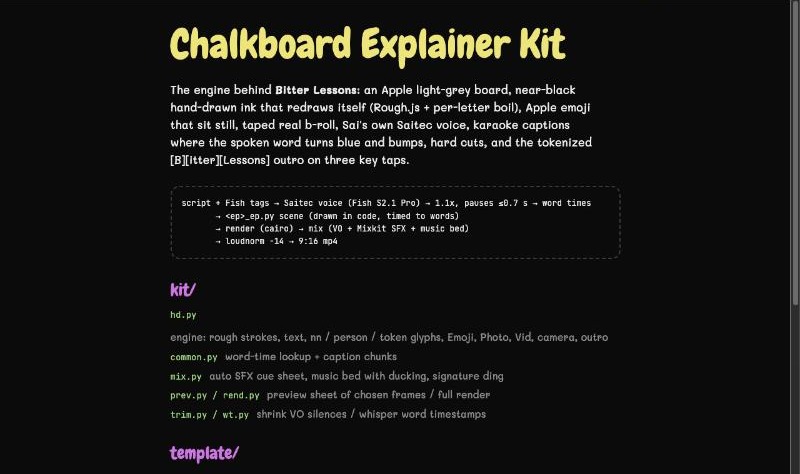 Chalkboard Explainer Kit
The engine behind Bitter Lessons: an Apple light-grey board, near-black
hand-drawn ink that redraws itself (Rough.js + per-letter boil), Apple emoji
that sit still, taped real b-roll, Sai's own Saitec voice, karaoke captions
where the spoken word turns blue and bumps, hard cuts, and the tokenized
[B][itter][Lessons] outro on three key taps.
script + Fish tags → Saitec voice (Fish S2.1 Pro) → 1.1x, pauses ≤0.7 s → word times
→ <ep>_ep.py scene (drawn in code, timed to words)
→ render (cairo) → mix (VO + Mixkit SFX + music bed)
→ loudnorm -14 → 9:16 mp4
kit/
hd.py
engine: rough strokes, text, nn / person / token glyphs, Emoji, Photo, Vid, camera, outro
common.py word-time lookup + caption chunks
mix.py auto SFX cue sheet, music bed with ducking, signature ding
prev.py / rend.py preview sheet of chosen frames / full render
trim.py / wt.py shrink VO silences / whisper word timestamps
template/